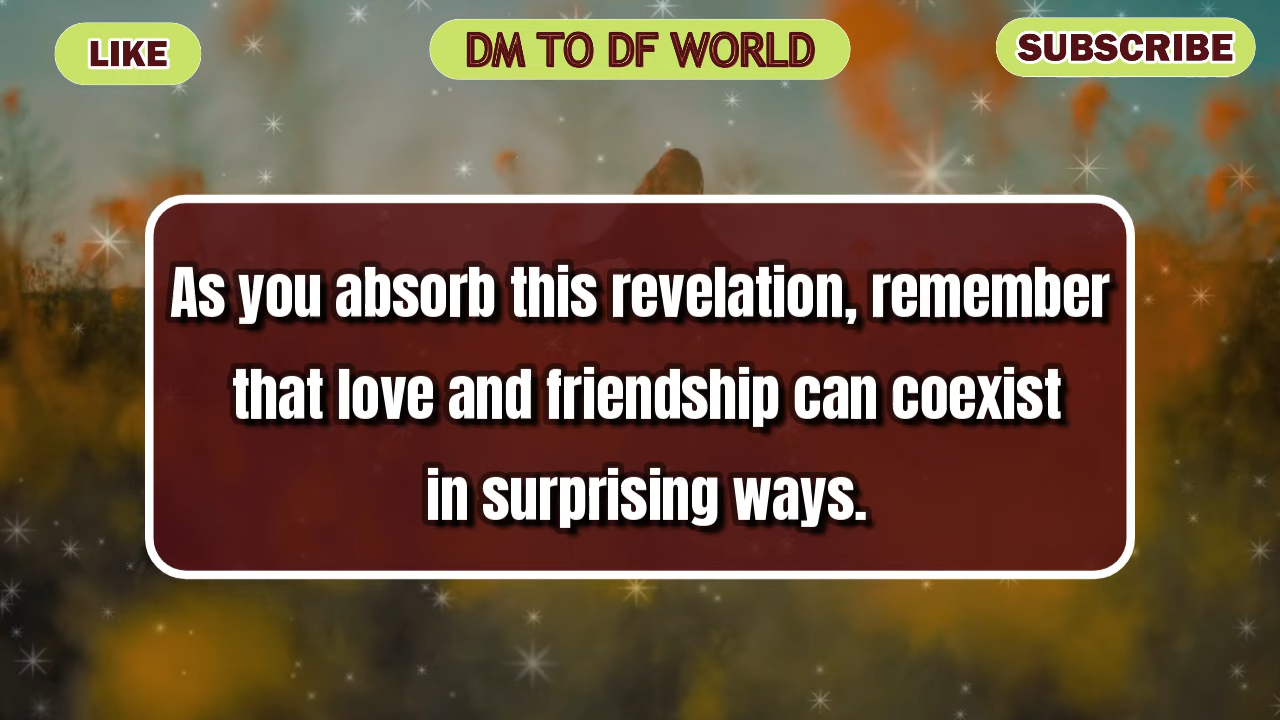 LIKE
DM TO DF WORLD
SUBSCRIBE
As you absorb this revelation, remember
that love and friendship can coexist
in surprising ways.